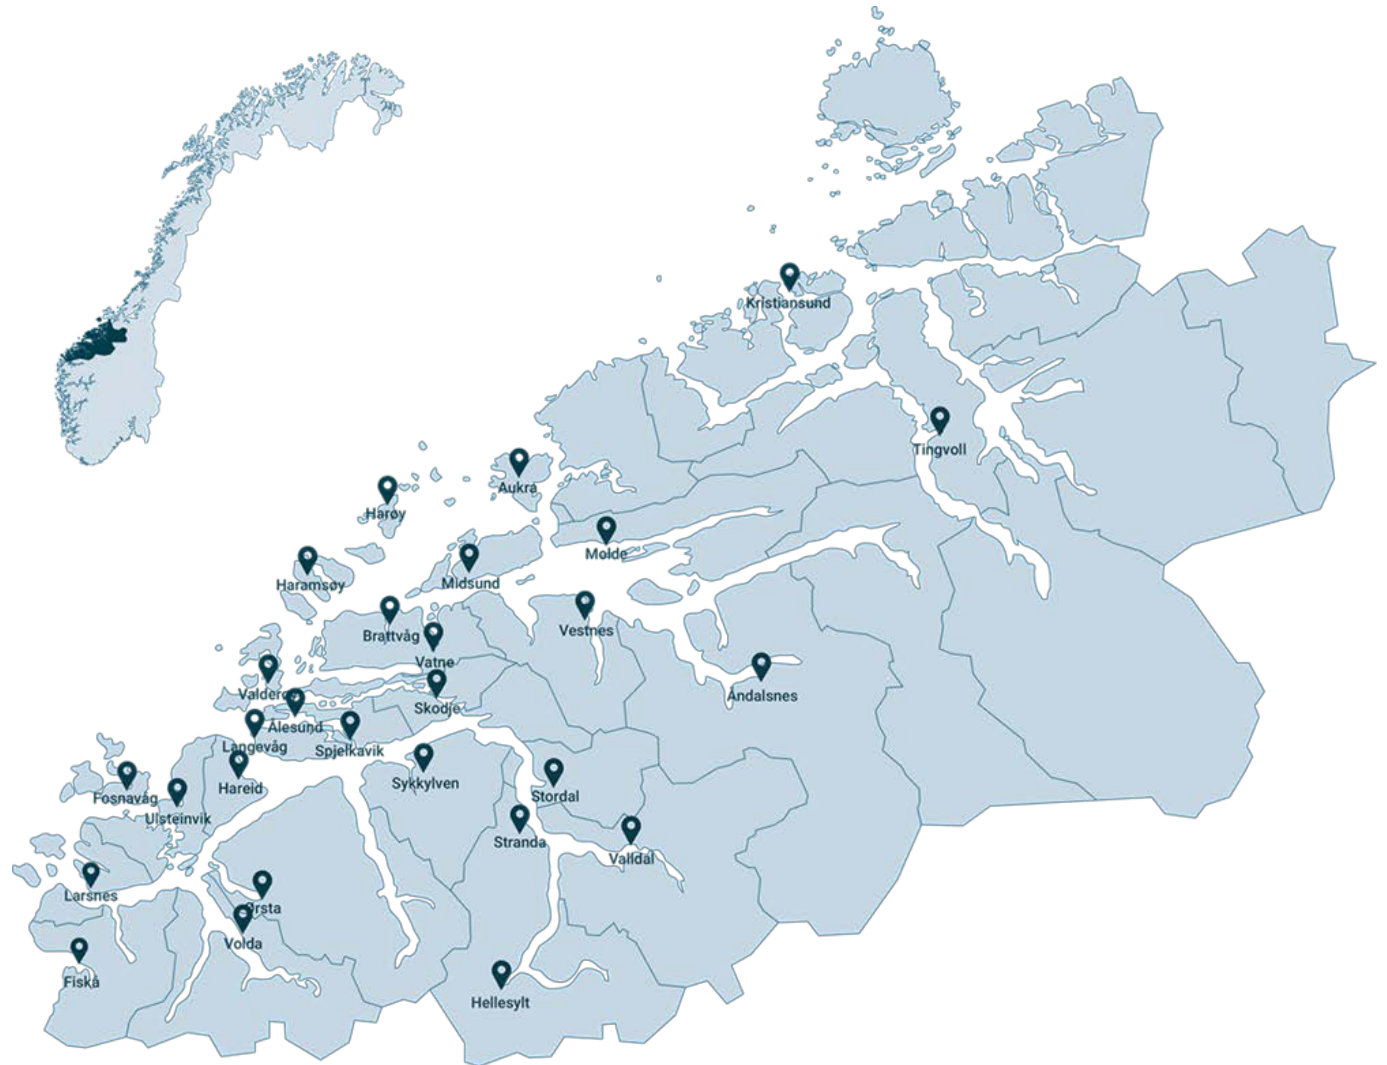 Kristiansund
Tingvoll
Aukra
Harøy
Molde
Haramsøy
Midsund
Vestnes
Brattvåg
Vatne
Åndalsnes
Valderøy
Skodje
Ålesund
Langevåg
Spjelkavik
Sykkylven
Hareid
Stordal
Fosnavåg
Ulsteinvik
Stranda
Valldal
Larsnes
Ørsta
Volda
Fiskå
Hellesylt